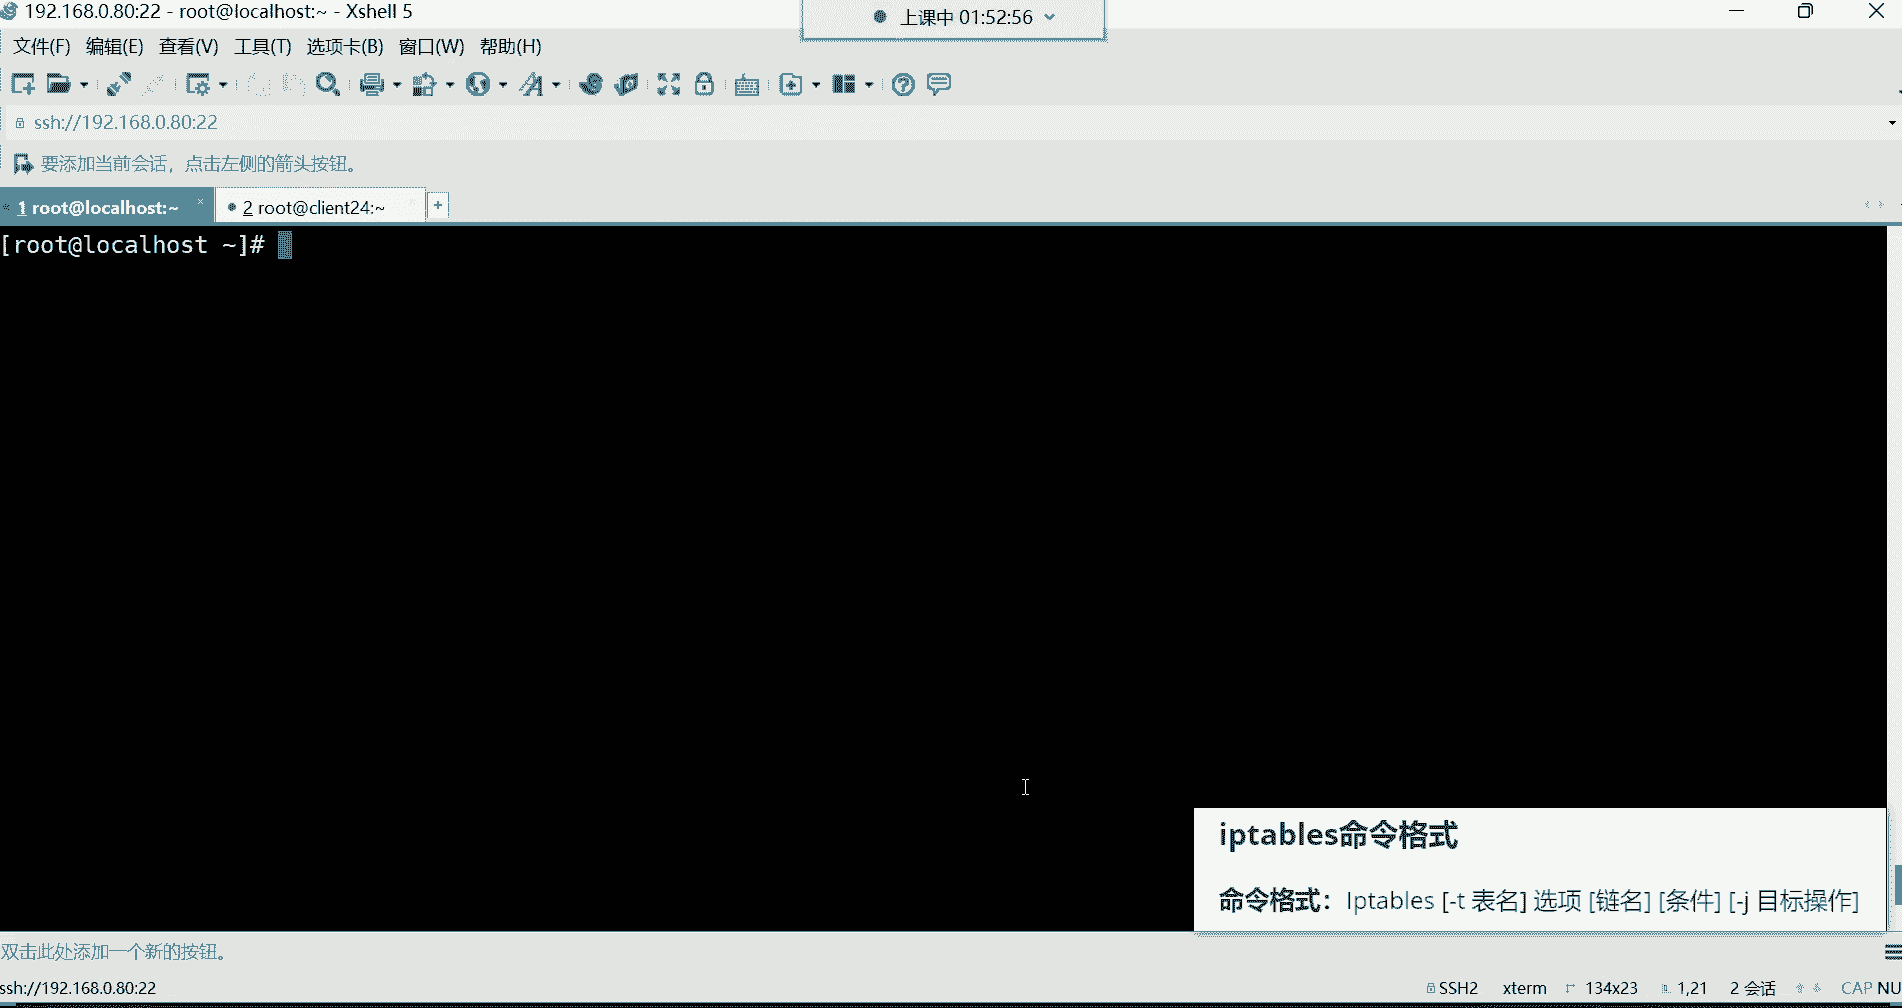 192.168.0.80:22 - root@localhost:~ - Xshell 5
上课中 01:52:56
文件(F) 编辑(E) 查看(V) 工具(T) 选项卡(B) 窗口(W) 帮助(H)
ssh://192.168.0.80:22
要添加当前会话，点击左侧的箭头按钮。
1 root@localhost:~ 2 root@client24:~
[root@localhost ~]#
iptables命令格式
命令格式：Iptables [-t 表名] 选项 [链名] [条件] [-j 目标操作]
双击此处添加一个新的按钮。
ssh://192.168.0.80:22 SSH2 xterm 134x23 1,21 2 会话 CAP NU